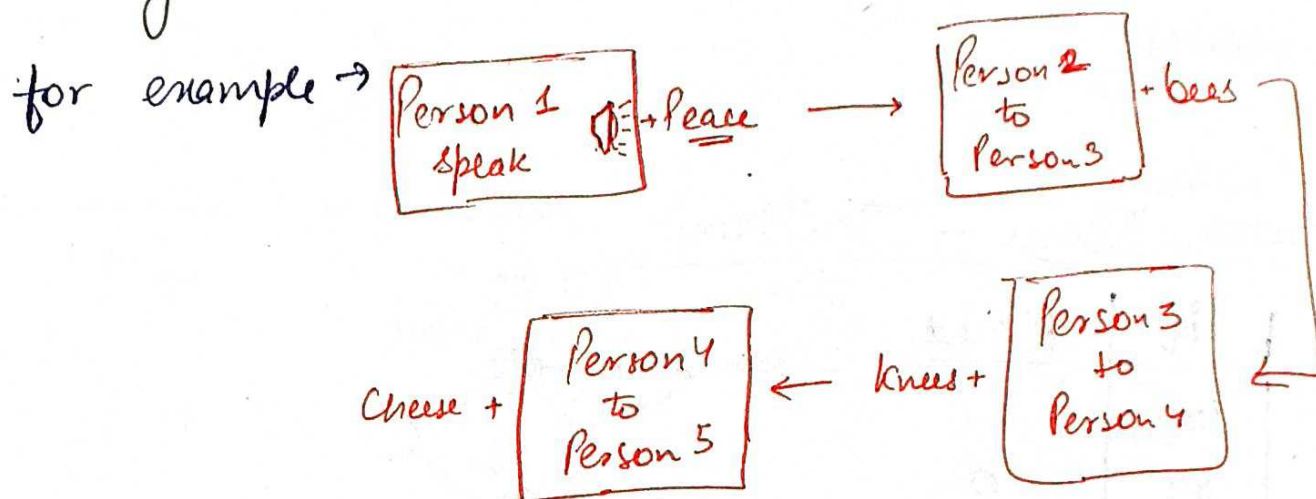 for example →
Person 1
speak
+ Peace →
Person 2
to
Person 3
+ bees
Person 3
to
Person 4
Knees +
←
Person 4
to
Person 5
Cheese +